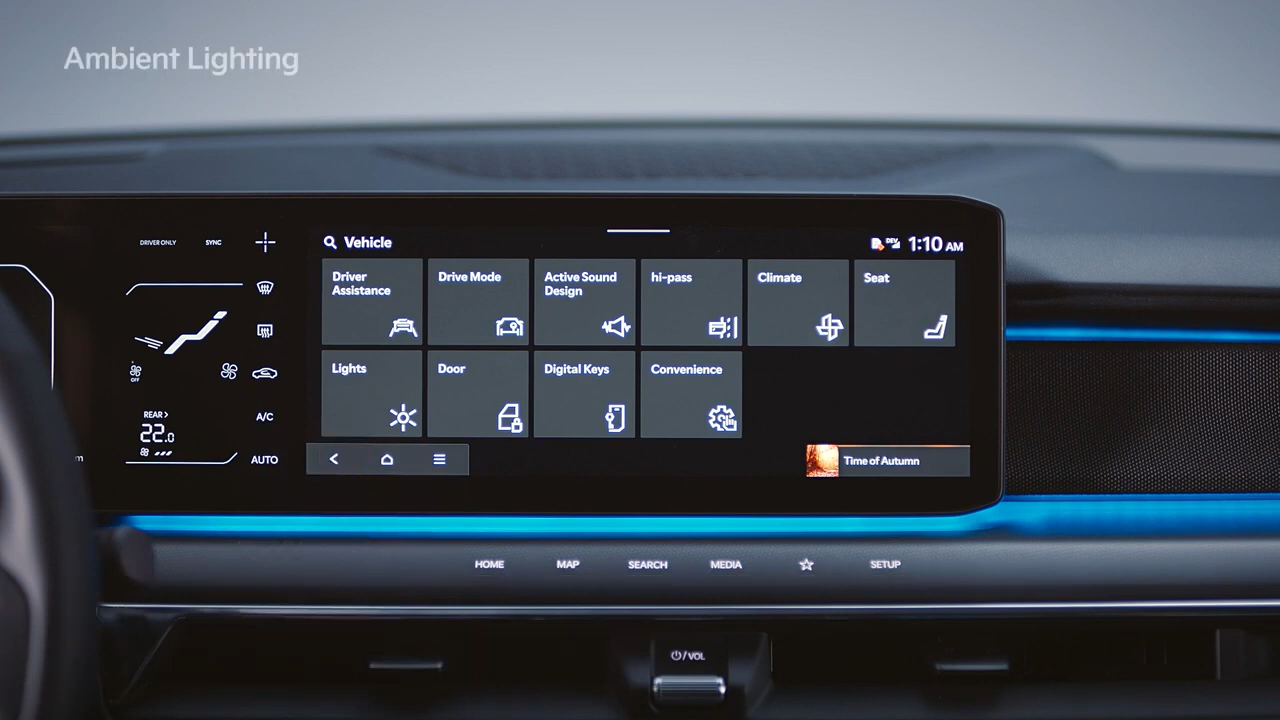 Ambient Lighting
DRIVER ONLY
SYNC
Vehicle
DEV
1:10 AM
Driver
Assistance
Drive Mode
Active Sound
Design
hi-pass
Climate
Seat
OFF
REAR >
22.0
A/C
AUTO
Lights
Door
Digital Keys
Convenience
Time of Autumn
m
HOME
MAP
SEARCH
MEDIA
SETUP
/ VOL